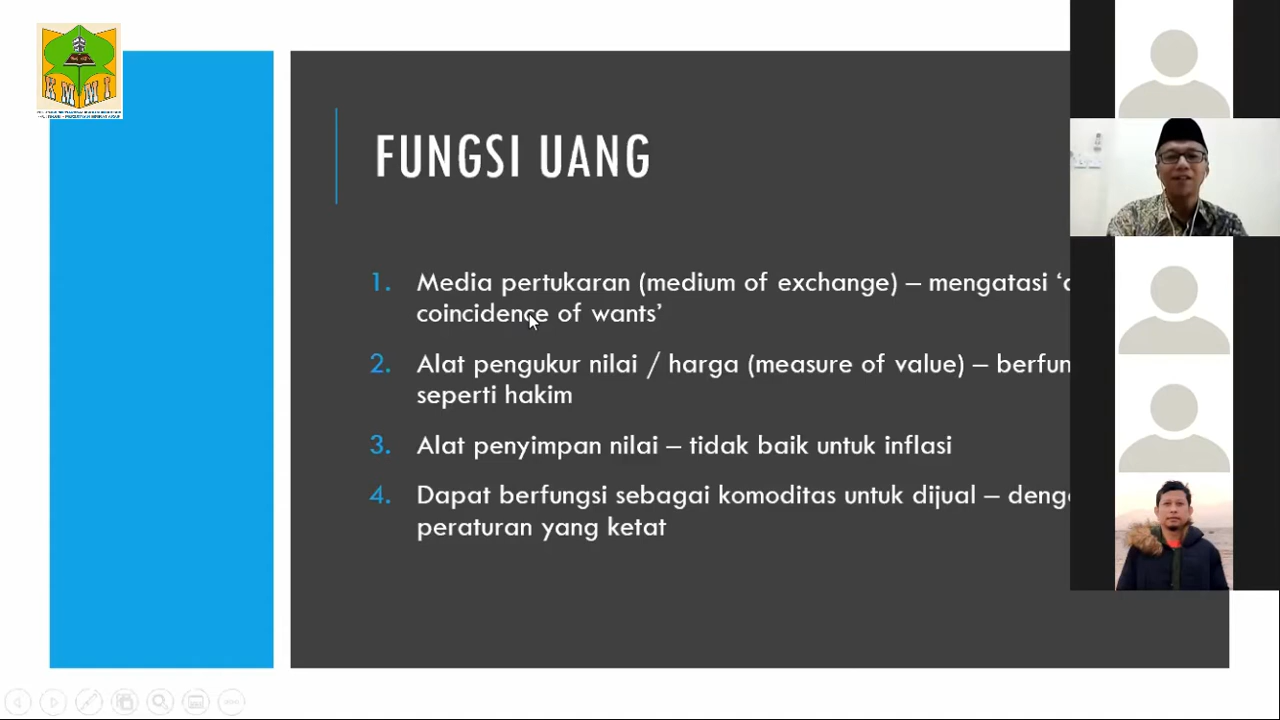 KMMI
FUNGSI UANG
1. Media pertukaran (medium of exchange) – mengatasi
coincidence of wants’
2. Alat pengukur nilai / harga (measure of value) –
seperti hakim
3. Alat penyimpan nilai – tidak baik untuk inflasi
4. Dapat berfungsi sebagai komoditas untuk dijual –
peraturan yang ketat